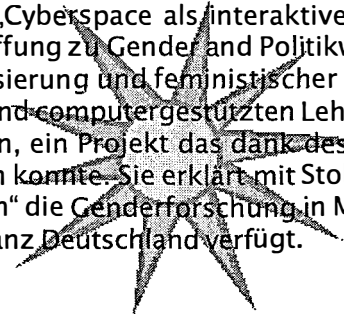 „Cyberspace als interaktive
ffung zu Gender and Politikw
sierung und feministischer
nd computergestützten Leh
n, ein Projekt das dank des
n konnte. Sie erklärt mit Sto
n“ die Genderforschung in M
anz Deutschland verfügt.